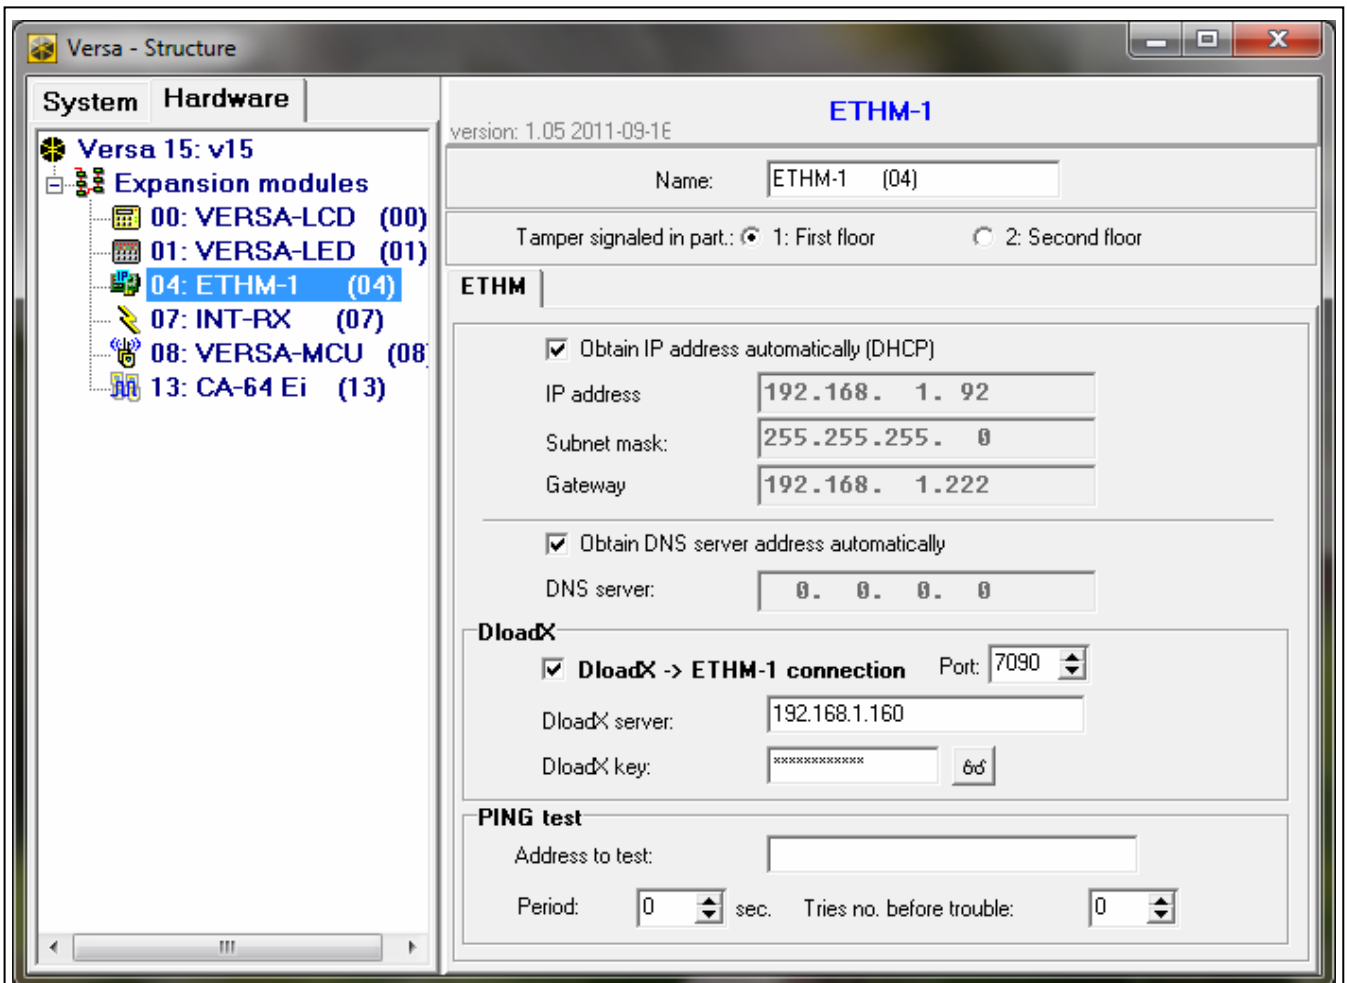 Versa - Structure
System Hardware
Versa 15: v15
Expansion modules
00: VERSA-LCD (00)
01: VERSA-LED (01)
04: ETHM-1 (04)
07: INT-RX (07)
08: VERSA-MCU (08
13: CA-64 Ei (13)
ETHM-1
version: 1.05 2011-09-16
Name: ETHM-1 (04)
Tamper signaled in part.: 1: First floor 2: Second floor
ETHM
Obtain IP address automatically (DHCP)
IP address 192.168. 1. 92
Subnet mask: 255.255.255. 0
Gateway 192.168. 1.222
Obtain DNS server address automatically
DNS server: 0. 0. 0. 0
DloadX
DloadX -> ETHM-1 connection Port: 7090
DloadX server: 192.168.1.160
DloadX key: ************
PING test
Address to test:
Period: 0 sec. Tries no. before trouble: 0